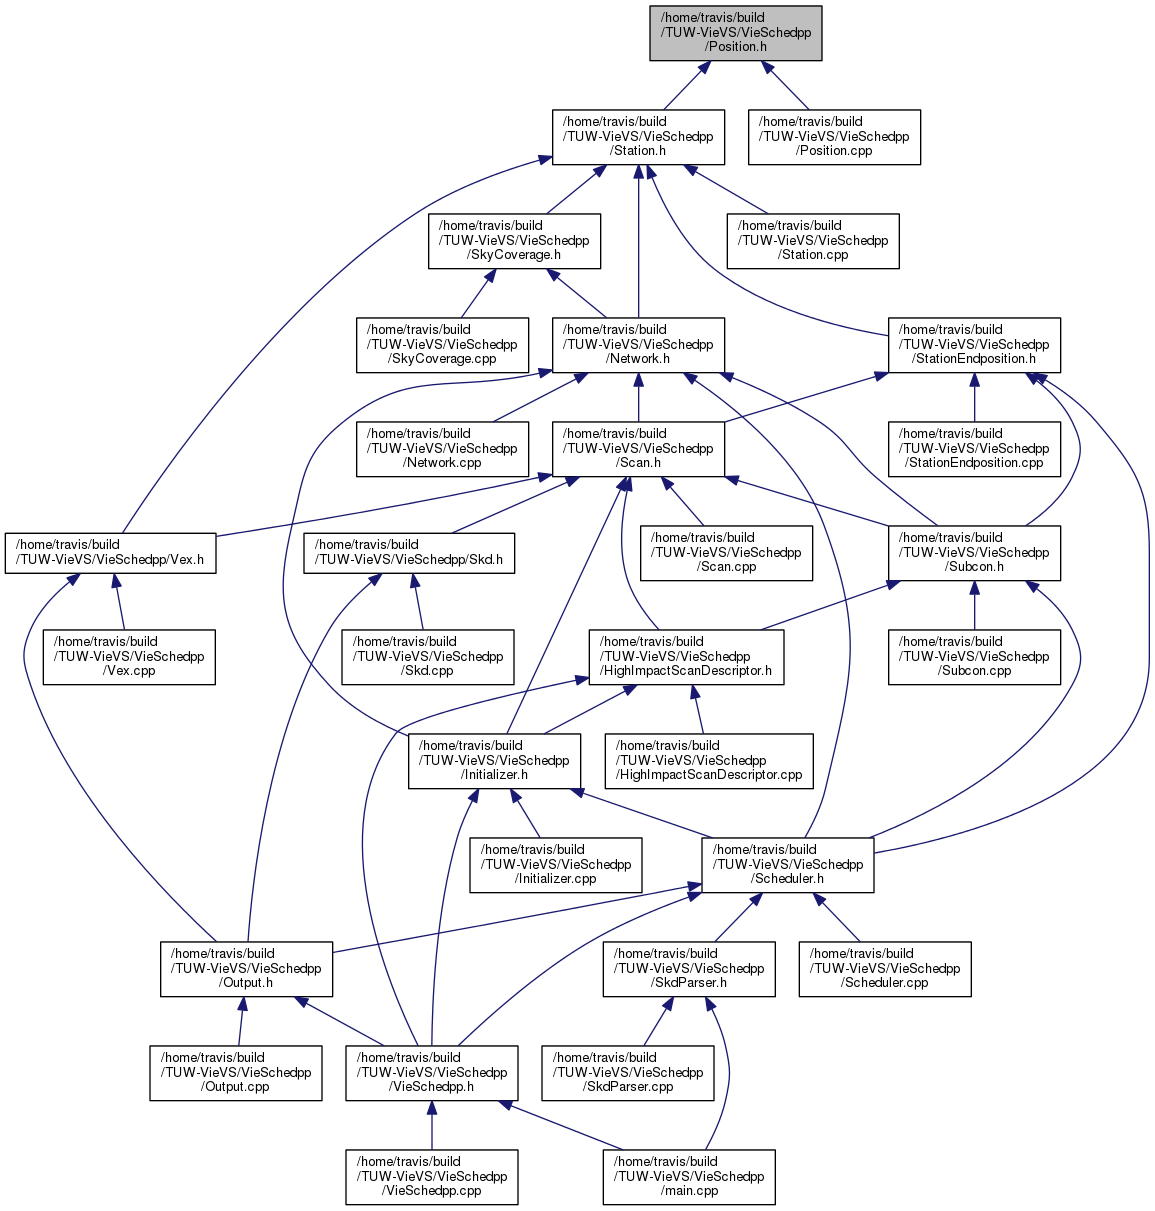 /home/travis/build
/TUW-VieVS/VieSchedpp
/Position.h
/home/travis/build
/TUW-VieVS/VieSchedpp
/Station.h
/home/travis/build
/TUW-VieVS/VieSchedpp
/Position.cpp
/home/travis/build
/TUW-VieVS/VieSchedpp
/SkyCoverage.h
/home/travis/build
/TUW-VieVS/VieSchedpp
/Station.cpp
/home/travis/build
/TUW-VieVS/VieSchedpp
/SkyCoverage.cpp
/home/travis/build
/TUW-VieVS/VieSchedpp
/Network.h
/home/travis/build
/TUW-VieVS/VieSchedpp
/StationEndposition.h
/home/travis/build
/TUW-VieVS/VieSchedpp
/Network.cpp
/home/travis/build
/TUW-VieVS/VieSchedpp
/Scan.h
/home/travis/build
/TUW-VieVS/VieSchedpp
/StationEndposition.cpp
/home/travis/build
/TUW-VieVS/VieSchedpp/Vex.h
/home/travis/build
/TUW-VieVS/VieSchedpp/Skd.h
/home/travis/build
/TUW-VieVS/VieSchedpp
/Scan.cpp
/home/travis/build
/TUW-VieVS/VieSchedpp
/Subcon.h
/home/travis/build
/TUW-VieVS/VieSchedpp
/Vex.cpp
/home/travis/build
/TUW-VieVS/VieSchedpp
/Skd.cpp
/home/travis/build
/TUW-VieVS/VieSchedpp
/HighImpactScanDescriptor.h
/home/travis/build
/TUW-VieVS/VieSchedpp
/Subcon.cpp
/home/travis/build
/TUW-VieVS/VieSchedpp
/Initializer.h
/home/travis/build
/TUW-VieVS/VieSchedpp
/HighImpactScanDescriptor.cpp
/home/travis/build
/TUW-VieVS/VieSchedpp
/Initializer.cpp
/home/travis/build
/TUW-VieVS/VieSchedpp
/Scheduler.h
/home/travis/build
/TUW-VieVS/VieSchedpp
/Output.h
/home/travis/build
/TUW-VieVS/VieSchedpp
/SkdParser.h
/home/travis/build
/TUW-VieVS/VieSchedpp
/Scheduler.cpp
/home/travis/build
/TUW-VieVS/VieSchedpp
/Output.cpp
/home/travis/build
/TUW-VieVS/VieSchedpp
/VieSchedpp.h
/home/travis/build
/TUW-VieVS/VieSchedpp
/SkdParser.cpp
/home/travis/build
/TUW-VieVS/VieSchedpp
/VieSchedpp.cpp
/home/travis/build
/TUW-VieVS/VieSchedpp
/main.cpp